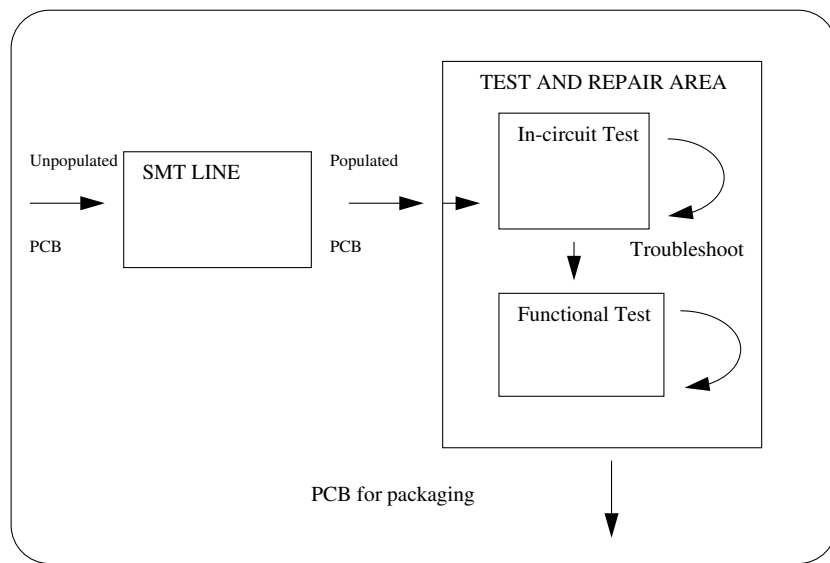 TEST AND REPAIR AREA
In-circuit Test
Unpopulated
PCB
SMT LINE
Populated
PCB
Troubleshoot
Functional Test
PCB for packaging